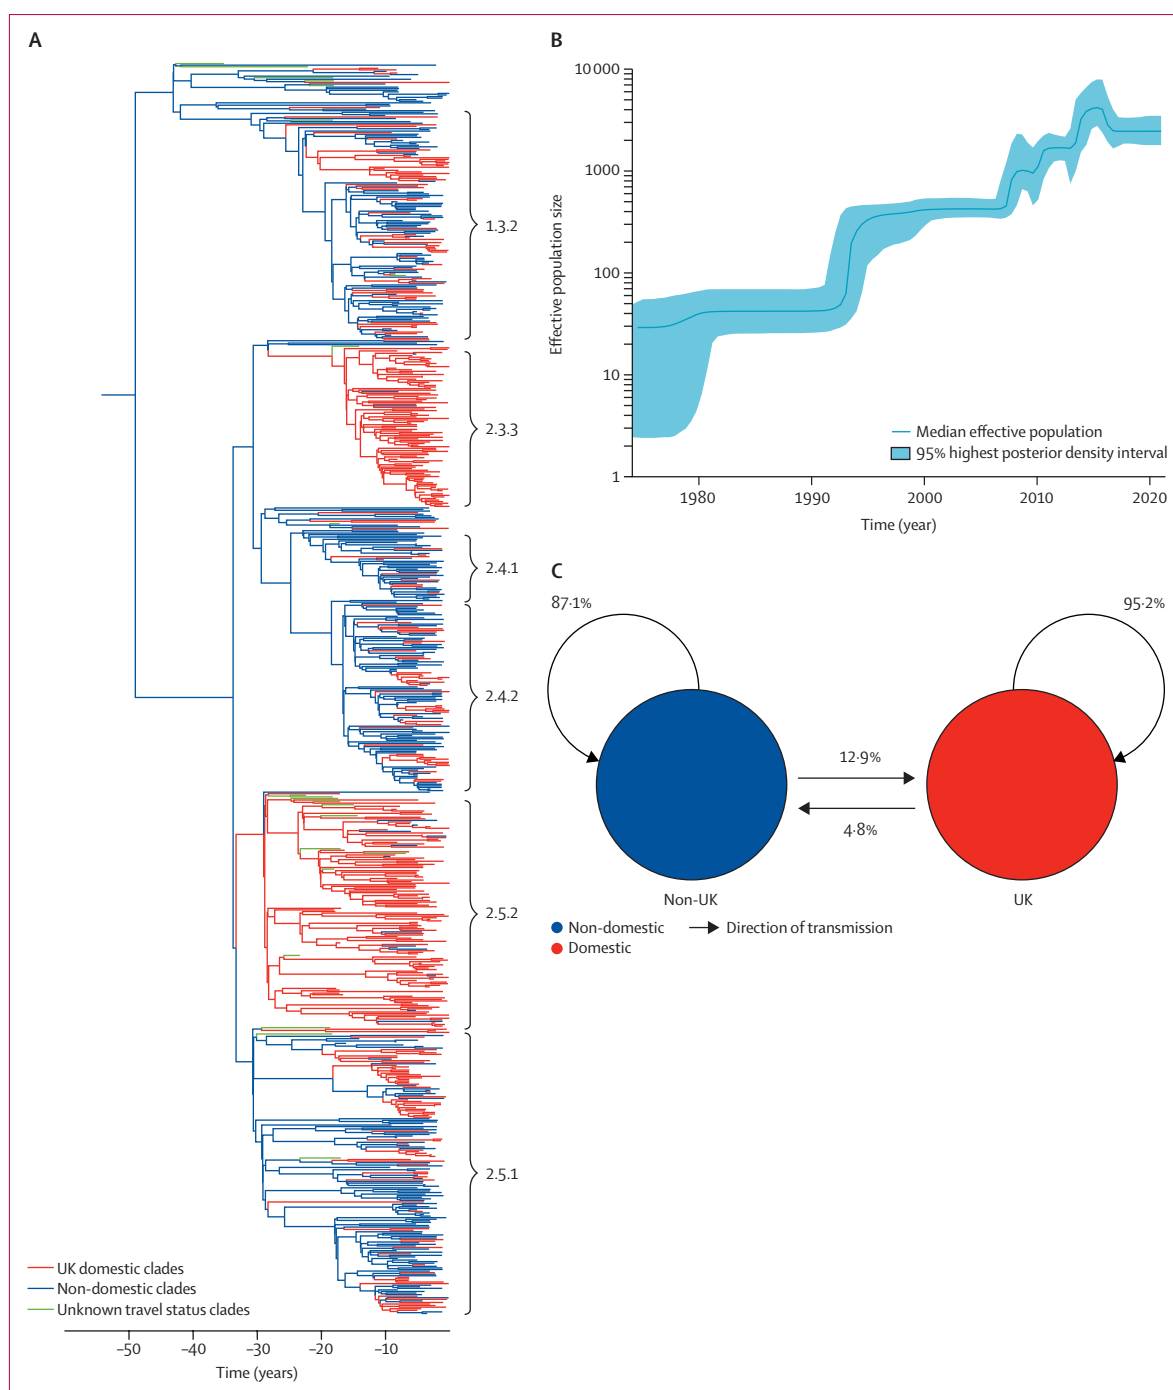 A
1.3.2
2.3.3
2.4.1
2.4.2
2.5.2
2.5.1
UK domestic clades
Non-domestic clades
Unknown travel status clades
–50
–40
–30
–20
–10
Time (years)
B
10 000
1000
100
10
1
Effective population size
Median effective population
95% highest posterior density interval
1980
1990
2000
2010
2020
Time (year)
C
87·1%
95·2%
12·9%
4·8%
Non-UK
UK
Non-domestic
Direction of transmission
Domestic